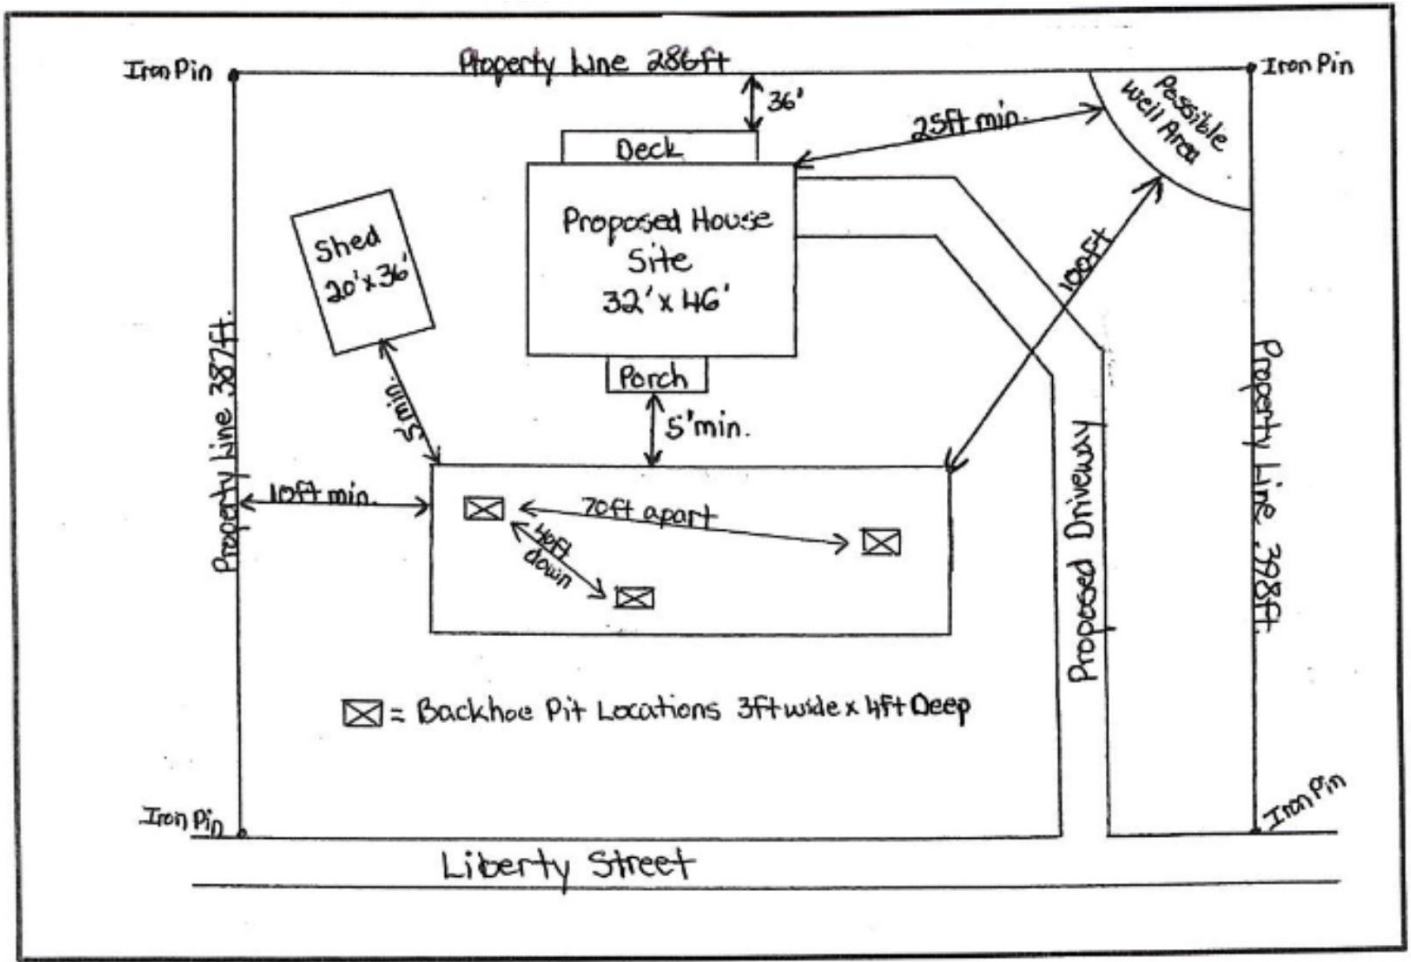 Property Line 286ft
Iron Pin
Iron Pin
36'
Possible
Well Area
25ft min.
Deck
Proposed House
Site
32' x 46'
Shed
20' x 36'
100ft
Property Line 387ft.
Property Line 398ft.
Porch
5' min.
5' min.
10ft min.
70ft apart
40ft
down
Proposed Driveway
= Backhoe Pit Locations 3ft wide x 4ft Deep
Iron Pin
Iron Pin
Liberty Street